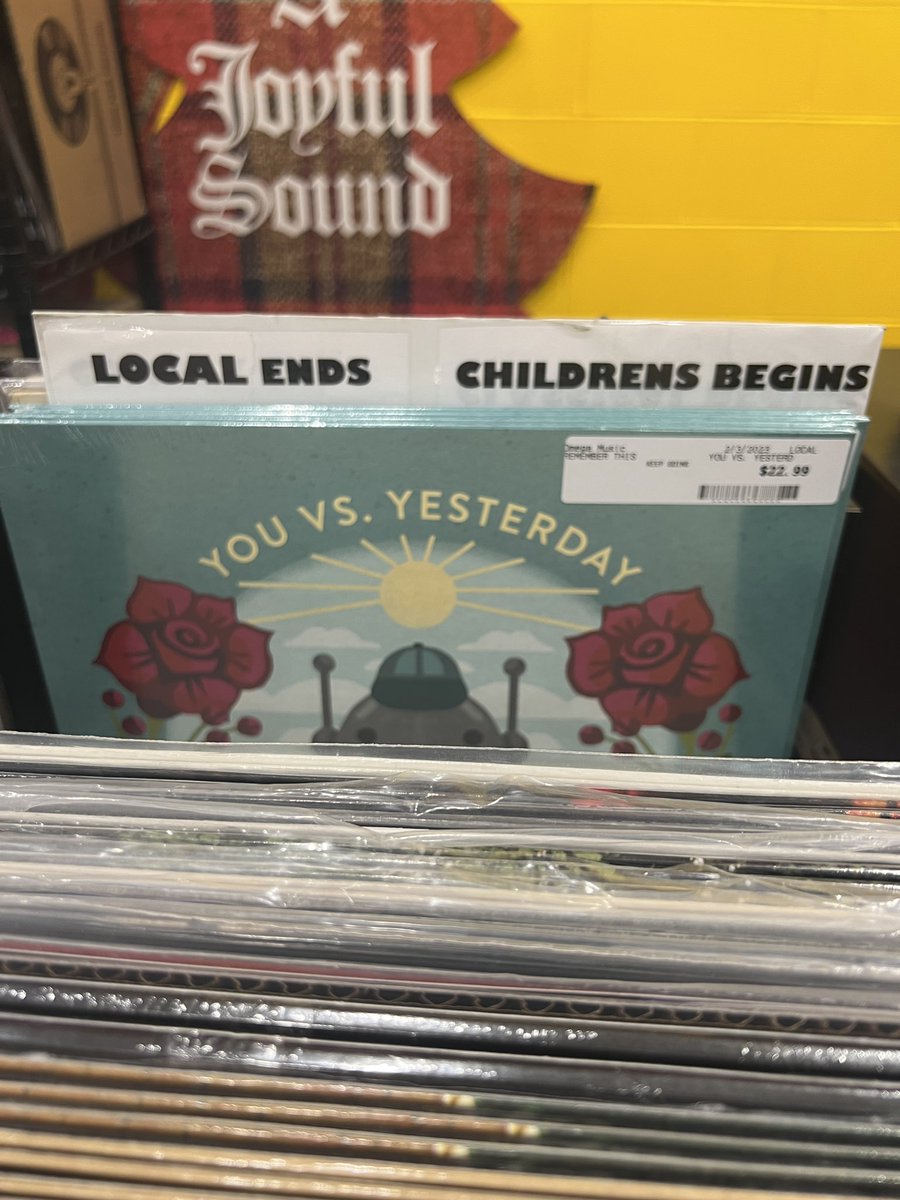 A
Joyful
Sound
LOCAL ENDS
CHILDRENS BEGINS
Omega Music 2/3/2023 LOCAL
REMEMBER THIS KEEP GOING YOU VS. YESTERD
$22.99
YOU VS. YESTERDAY